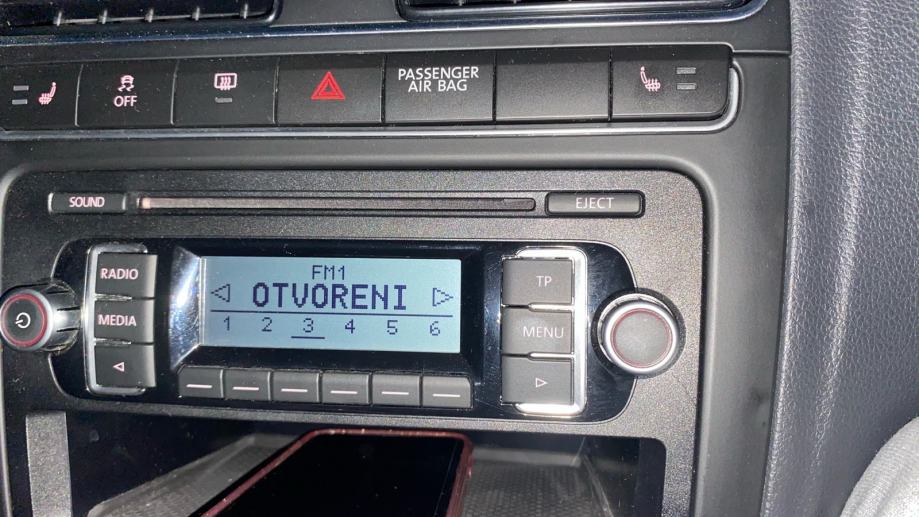 OFF
PASSENGER
AIR BAG
SOUND
EJECT
RADIO
MEDIA
FM1
OTVORENI
1 2 3 4 5 6
TP
MENU